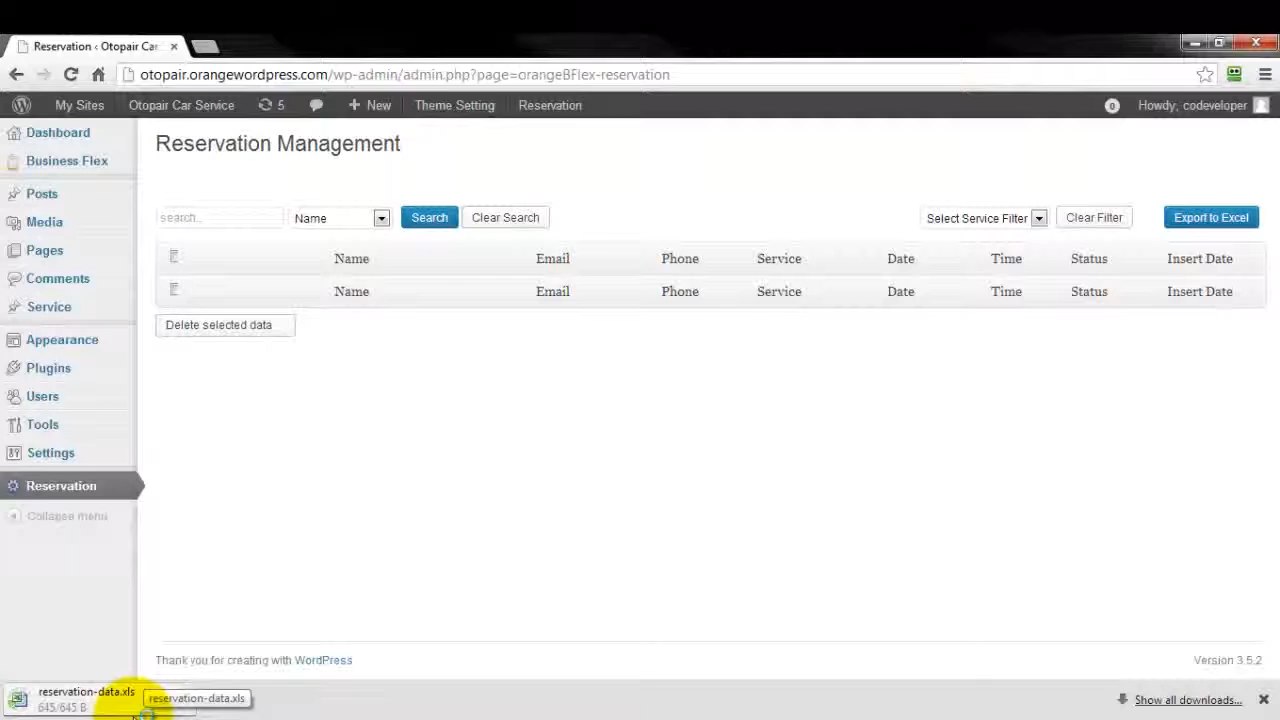 Reservation ‹ Otopair Car
otopair.orangewordpress.com/wp-admin/admin.php?page=orangeBFlex-reservation
My Sites Otopair Car Service 5 New Theme Setting Reservation 0 Howdy, codeveloper
Dashboard
Business Flex
Posts
Media
Pages
Comments
Service
Appearance
Plugins
Users
Tools
Settings
Reservation
Collapse menu
Reservation Management
search.. Name Search Clear Search Select Service Filter Clear Filter Export to Excel
Name Email Phone Service Date Time Status Insert Date
Name Email Phone Service Date Time Status Insert Date
Delete selected data
Thank you for creating with WordPress Version 3.5.2
reservation-data.xls
645/645 B
reservation-data.xls
Show all downloads...